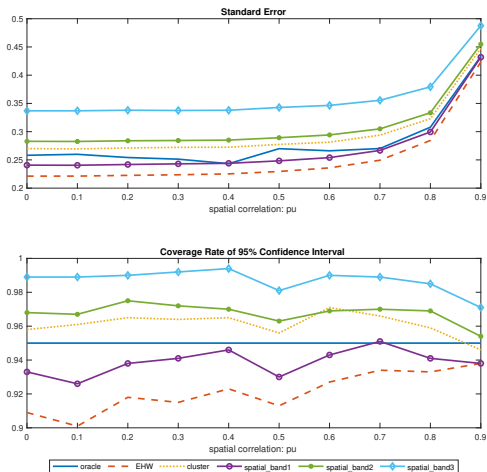 Standard Error
0.5
0.45
0.4
0.35
0.3
0.25
0.2
0 0.1 0.2 0.3 0.4 0.5 0.6 0.7 0.8 0.9
spatial correlation: pu
Coverage Rate of 95% Confidence Interval
1
0.98
0.96
0.94
0.92
0.9
0 0.1 0.2 0.3 0.4 0.5 0.6 0.7 0.8 0.9
spatial correlation: pu
oracle EHW cluster spatial_band1 spatial_band2 spatial_band3